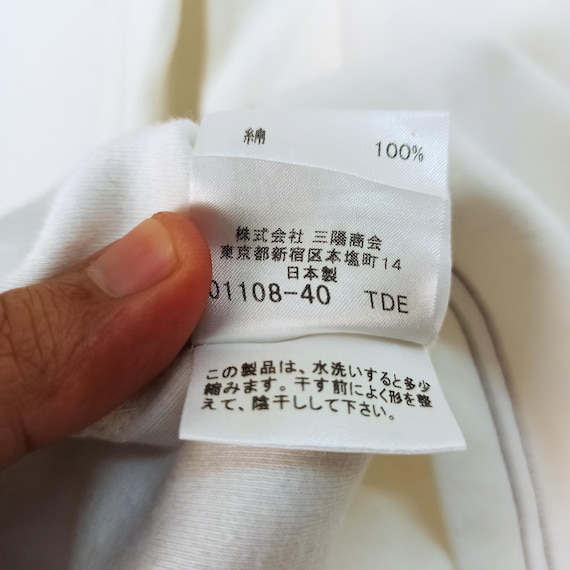 綿 100%
株式会社 三陽商会
東京都新宿区本塩町14
日本製
01108-40 TDE
この製品は、水洗いすると多少
縮みます。干す前によく形を整
えて、陰干しして下さい。